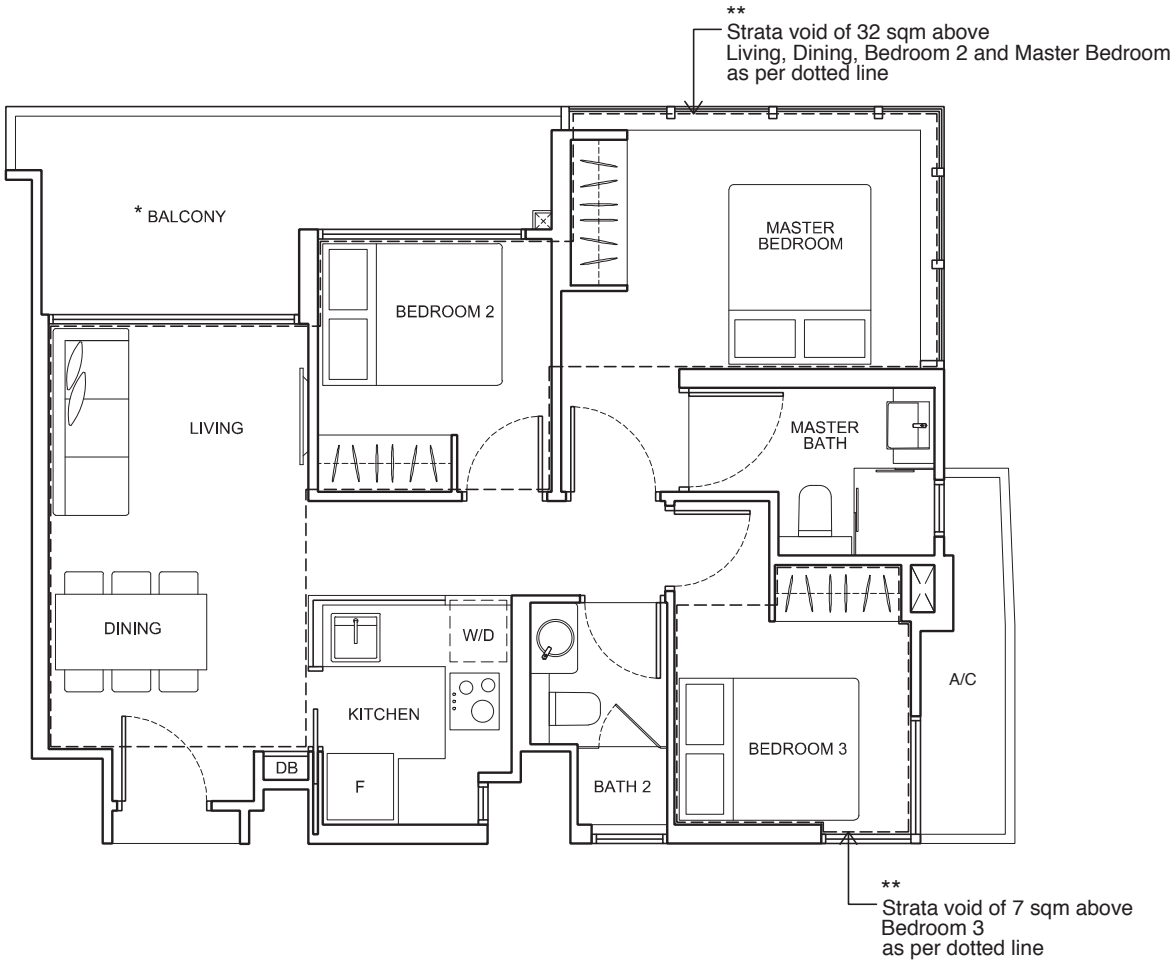 **
Strata void of 32 sqm above
Living, Dining, Bedroom 2 and Master Bedroom
as per dotted line
* BALCONY
MASTER
BEDROOM
BEDROOM 2
LIVING
MASTER
BATH
DINING
W/D
KITCHEN
A/C
BEDROOM 3
DB
F
BATH 2
**
Strata void of 7 sqm above
Bedroom 3
as per dotted line